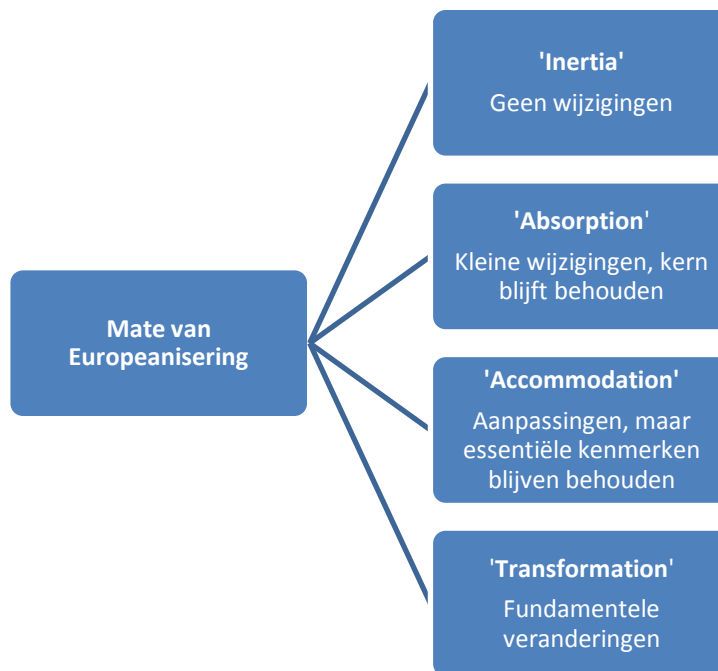 Mate van
Europeanisering
'Inertia'
Geen wijzigingen
'Absorption'
Kleine wijzigingen, kern
blijft behouden
'Accommodation'
Aanpassingen, maar
essentiële kenmerken
blijven behouden
'Transformation'
Fundamentele
veranderingen